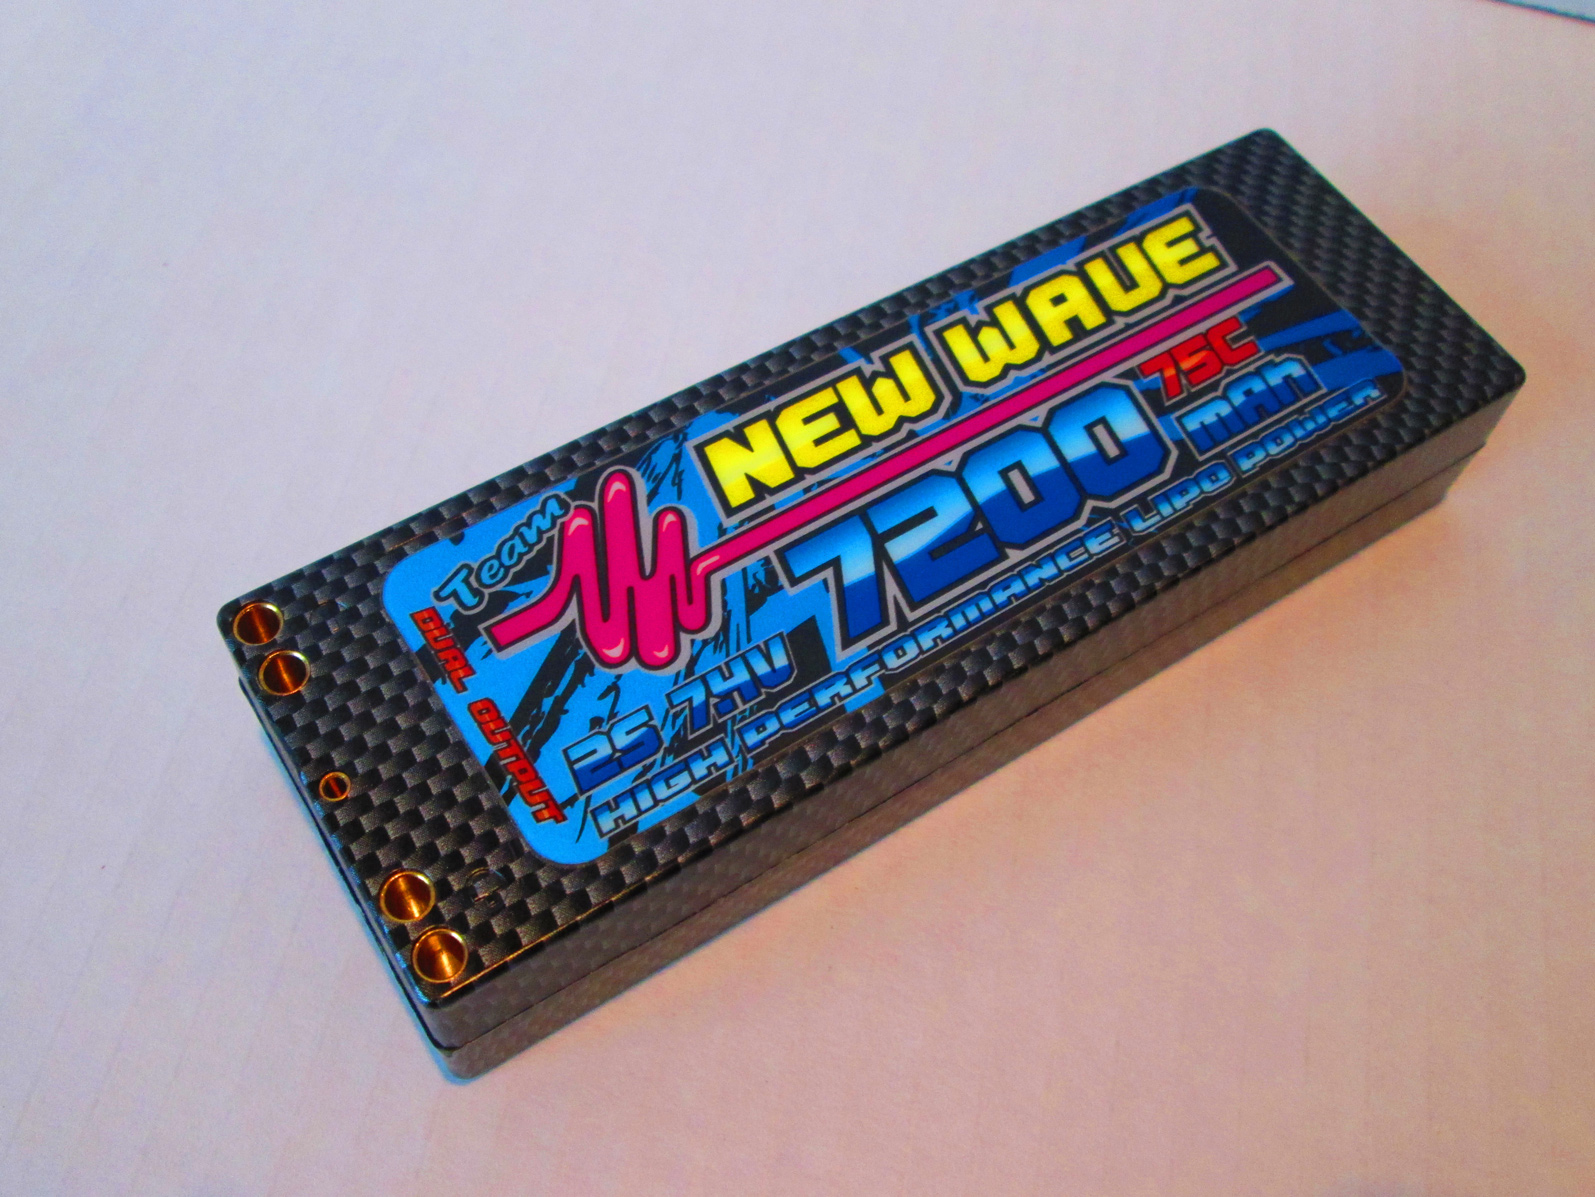 Team
NEW WAVE
75C
7200 mAh
DUAL OUTPUT
2S 7.4V
HIGH PERFORMANCE LIPO POWER